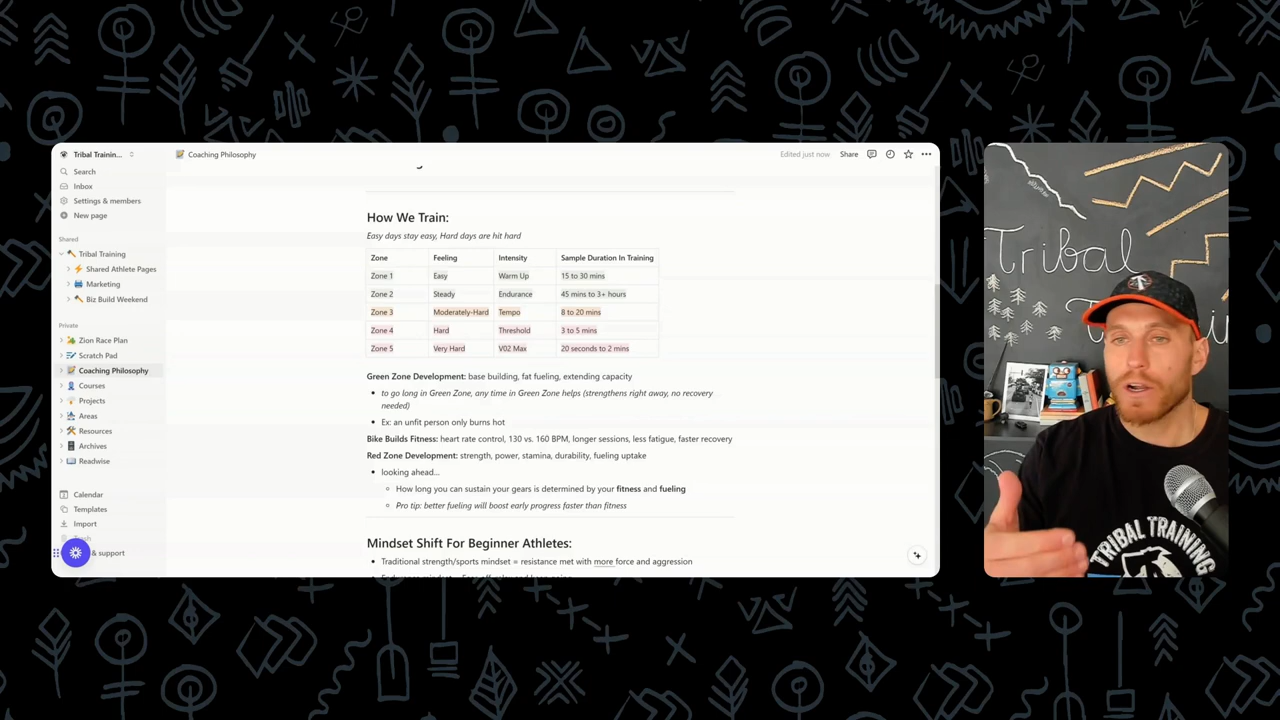 Tribal Trainin...
Search
Inbox
Settings & members
New page
Shared
Tribal Training
Shared Athlete Pages
Marketing
Biz Build Weekend
Private
Zion Race Plan
Scratch Pad
Coaching Philosophy
Courses
Projects
Areas
Resources
Archives
Readwise
Calendar
Templates
Import
Trash
& support
Coaching Philosophy
Edited just now Share
How We Train:
Easy days stay easy, Hard days are hit hard
Zone Feeling Intensity Sample Duration In Training
Zone 1 Easy Warm Up 15 to 30 mins
Zone 2 Steady Endurance 45 mins to 3+ hours
Zone 3 Moderately-Hard Tempo 8 to 20 mins
Zone 4 Hard Threshold 3 to 5 mins
Zone 5 Very Hard V02 Max 20 seconds to 2 mins
Green Zone Development: base building, fat fueling, extending capacity
to go long in Green Zone, any time in Green Zone helps (strengthens right away, no recovery
needed)
Ex: an unfit person only burns hot
Bike Builds Fitness: heart rate control, 130 vs. 160 BPM, longer sessions, less fatigue, faster recovery
Red Zone Development: strength, power, stamina, durability, fueling uptake
looking ahead...
How long you can sustain your gears is determined by your fitness and fueling
Pro tip: better fueling will boost early progress faster than fitness
Mindset Shift For Beginner Athletes:
Traditional strength/sports mindset = resistance met with more force and aggression
Tribal
TRIBAL TRAINING